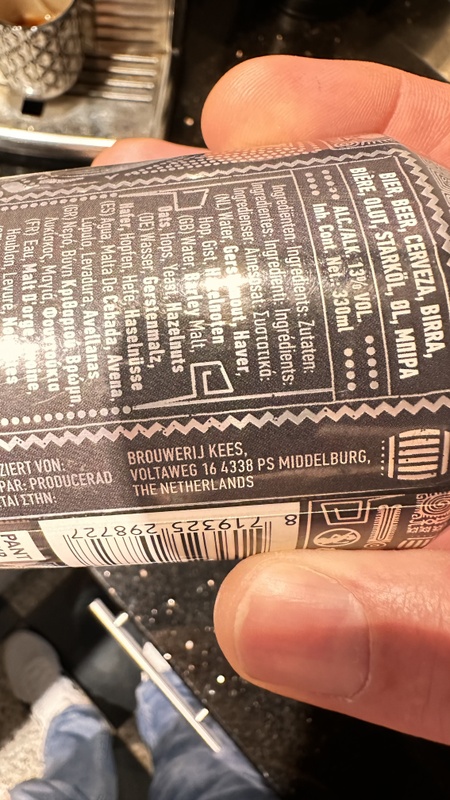 BIER, BEER, CERVEZA, BIRRA,
BIÈRE, OLUT, STARKÖL, ØL, ΜΠΙΡΑ
ALC/ALK. 13% VOL.
Inh. Cont. Net.: 330ml
Ingrediënten: Ingredients: Zutaten:
Ingredientes: Ingrédients:
Ingredienser: Ainesosat: Συστατικά:
(NL) Water, Gerstemout, Haver,
Hop, Gist, Hazelnoten
(GB) Water, Barley Malt,
Oats, Hops, Yeast, Hazelnuts
(DE) Wasser, Gerstenmalz,
Hafer, Hopfen, Hefe, Haselnüsse
(ES) Agua, Malta De Cebada, Avena,
Lúpulo, Levadura, Avellanas
(GR) Νερό, Βύνη Κριθαριού, Βρώμη,
Λυκίσκος, Μαγιά, Φουντούκια
(FR) Eau, Malt D'orge,
Houblon, Levure,
BROUWERIJ KEES,
VOLTAWEG 16 4338 PS MIDDELBURG,
THE NETHERLANDS
ZIERT VON:
PAR: PRODUCERAD
ΤΑΙ ΣΤΗΝ:
8 719325 298727
PLANT